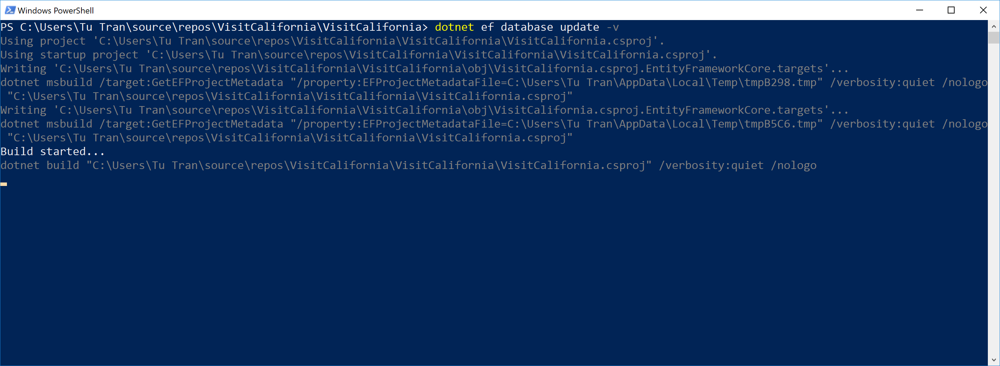 Windows PowerShell
PS C:\Users\Tu Tran\source\repos\VisitCalifornia\VisitCalifornia> dotnet ef database update -v
Using project 'C:\Users\Tu Tran\source\repos\VisitCalifornia\VisitCalifornia\VisitCalifornia.csproj'.
Using startup project 'C:\Users\Tu Tran\source\repos\VisitCalifornia\VisitCalifornia\VisitCalifornia.csproj'.
Writing 'C:\Users\Tu Tran\source\repos\VisitCalifornia\VisitCalifornia\obj\VisitCalifornia.csproj.EntityFrameworkCore.targets'...
dotnet msbuild /target:GetEFProjectMetadata "/property:EFProjectMetadataFile=C:\Users\Tu Tran\AppData\Local\Temp\tmpB298.tmp" /verbosity:quiet /nologo
"C:\Users\Tu Tran\source\repos\VisitCalifornia\VisitCalifornia\VisitCalifornia.csproj"
Writing 'C:\Users\Tu Tran\source\repos\VisitCalifornia\VisitCalifornia\obj\VisitCalifornia.csproj.EntityFrameworkCore.targets'...
dotnet msbuild /target:GetEFProjectMetadata "/property:EFProjectMetadataFile=C:\Users\Tu Tran\AppData\Local\Temp\tmpB5C6.tmp" /verbosity:quiet /nologo
"C:\Users\Tu Tran\source\repos\VisitCalifornia\VisitCalifornia\VisitCalifornia.csproj"
Build started...
dotnet build "C:\Users\Tu Tran\source\repos\VisitCalifornia\VisitCalifornia\VisitCalifornia.csproj" /verbosity:quiet /nologo